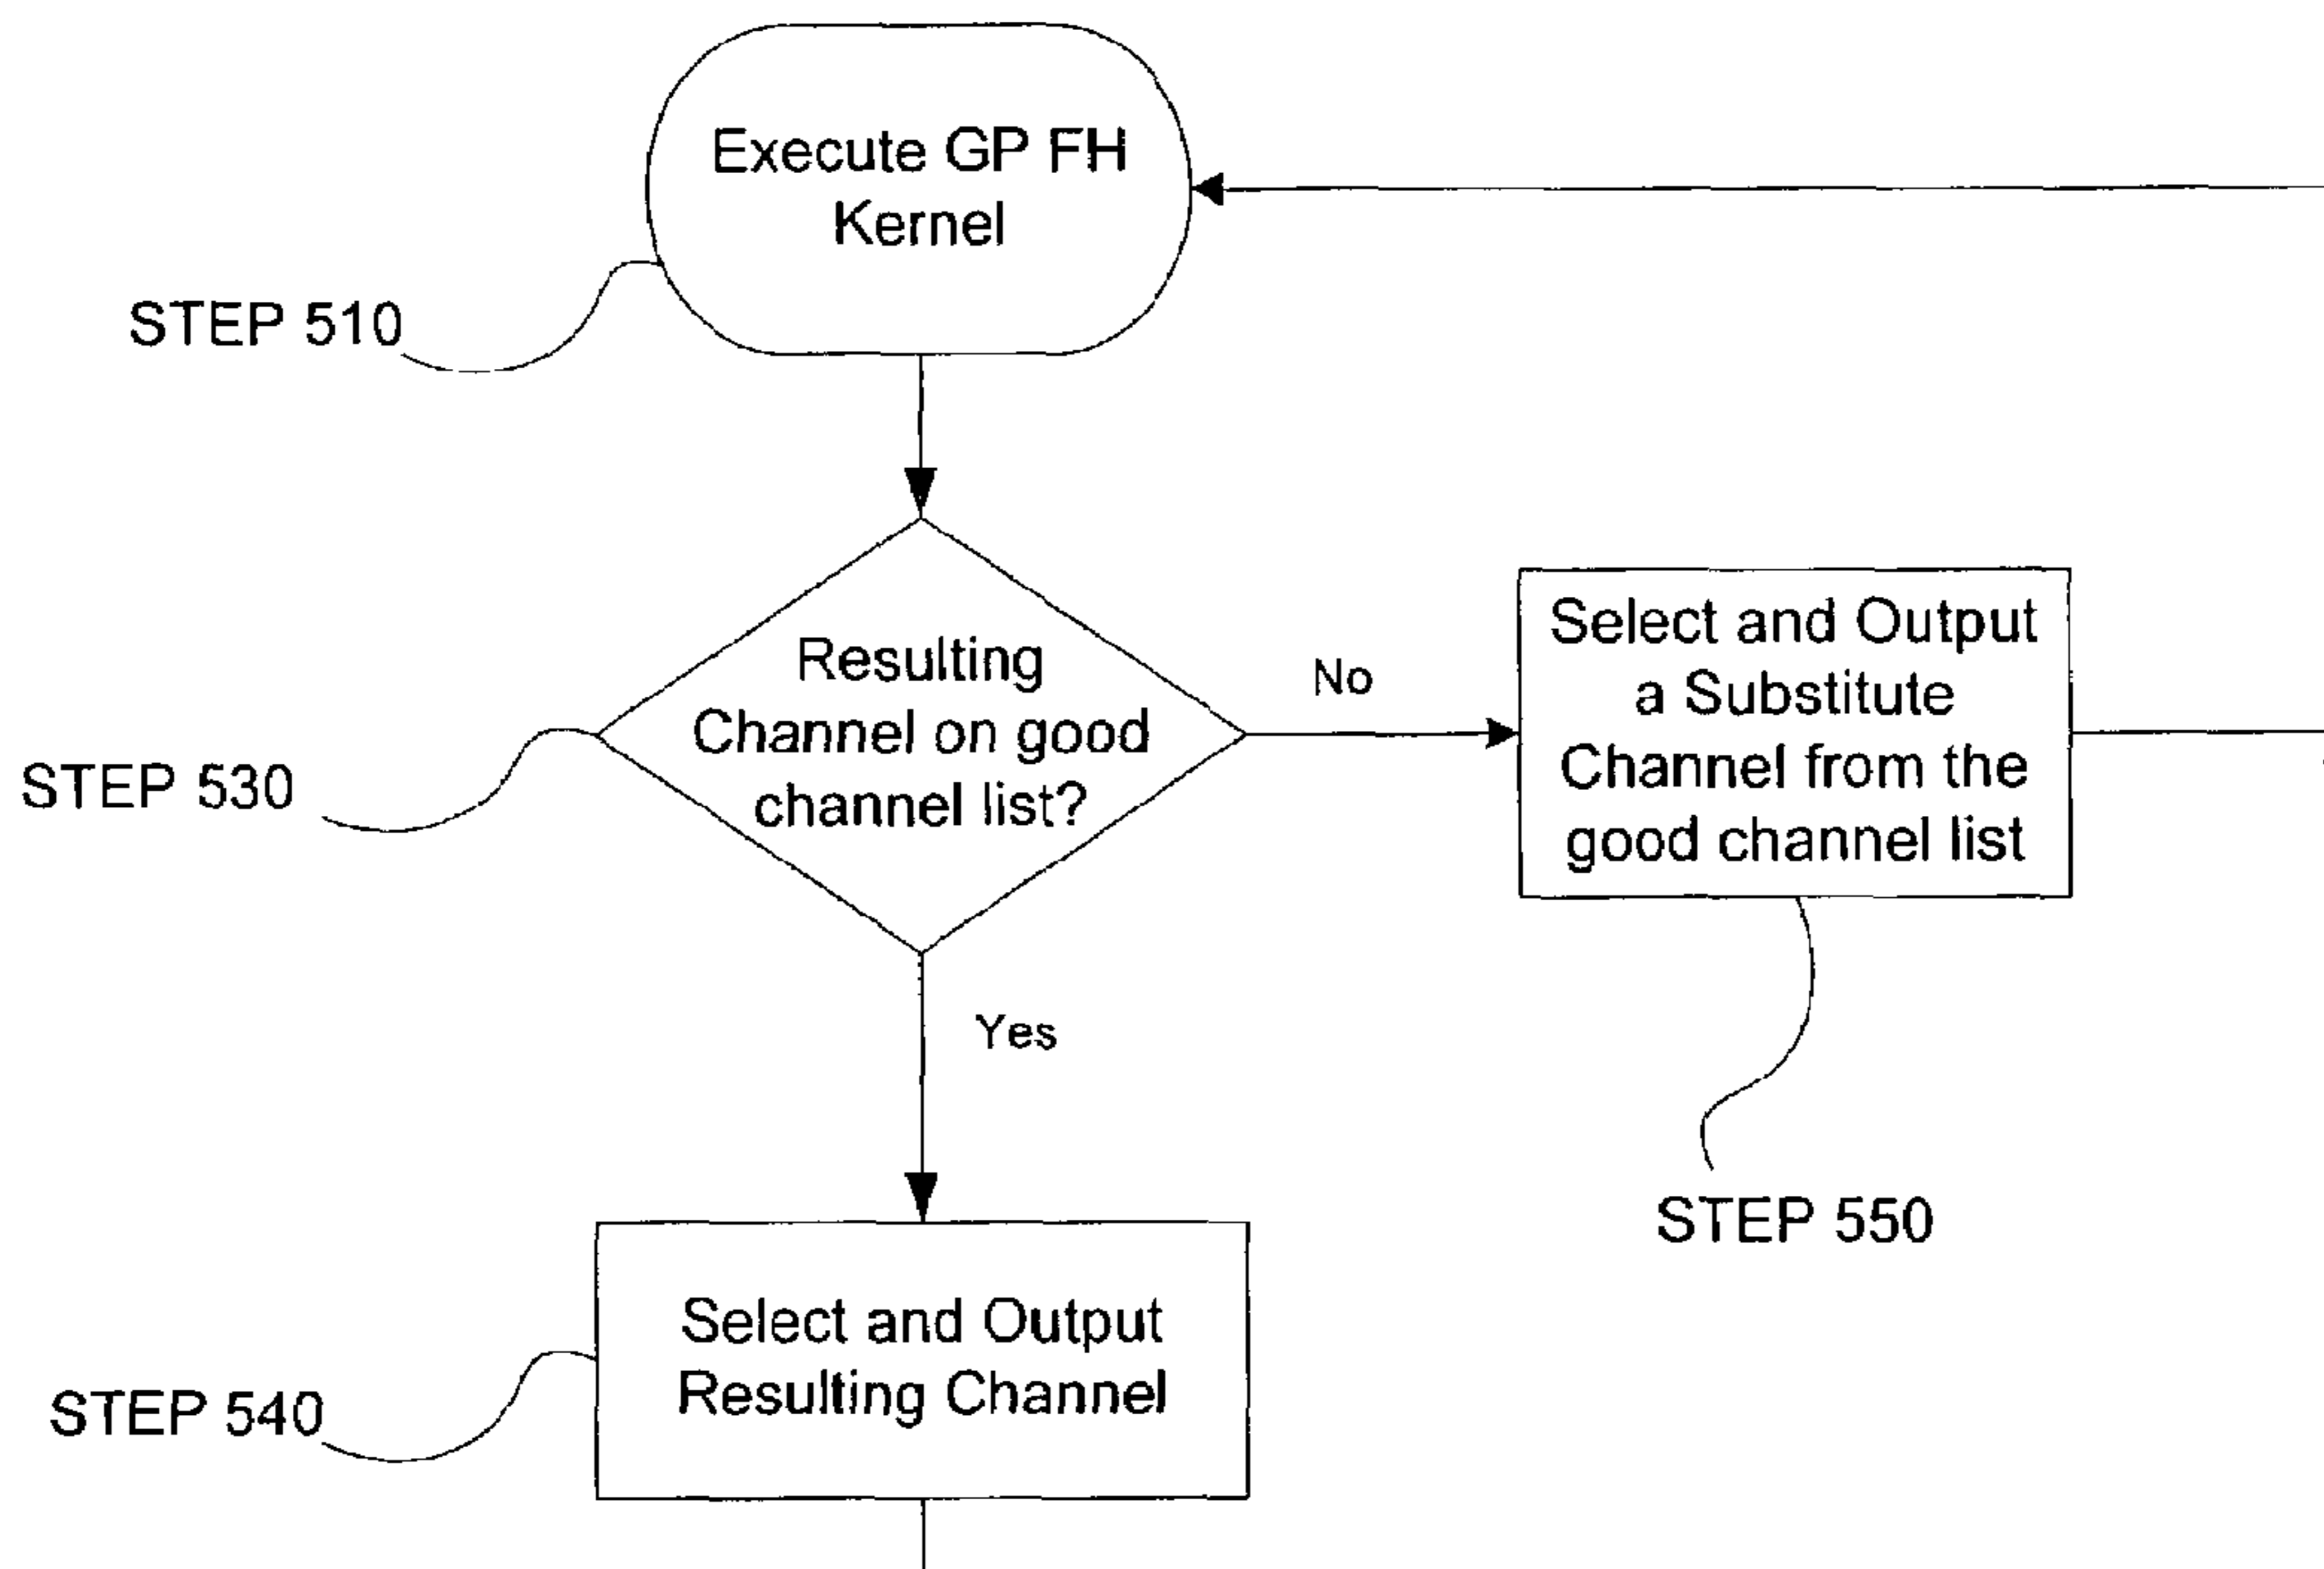 Execute GP FH
Kernel
STEP 510
Resulting
Channel on good
channel list?
STEP 530
No
Select and Output
a Substitute
Channel from the
good channel list
STEP 550
Yes
Select and Output
Resulting Channel
STEP 540